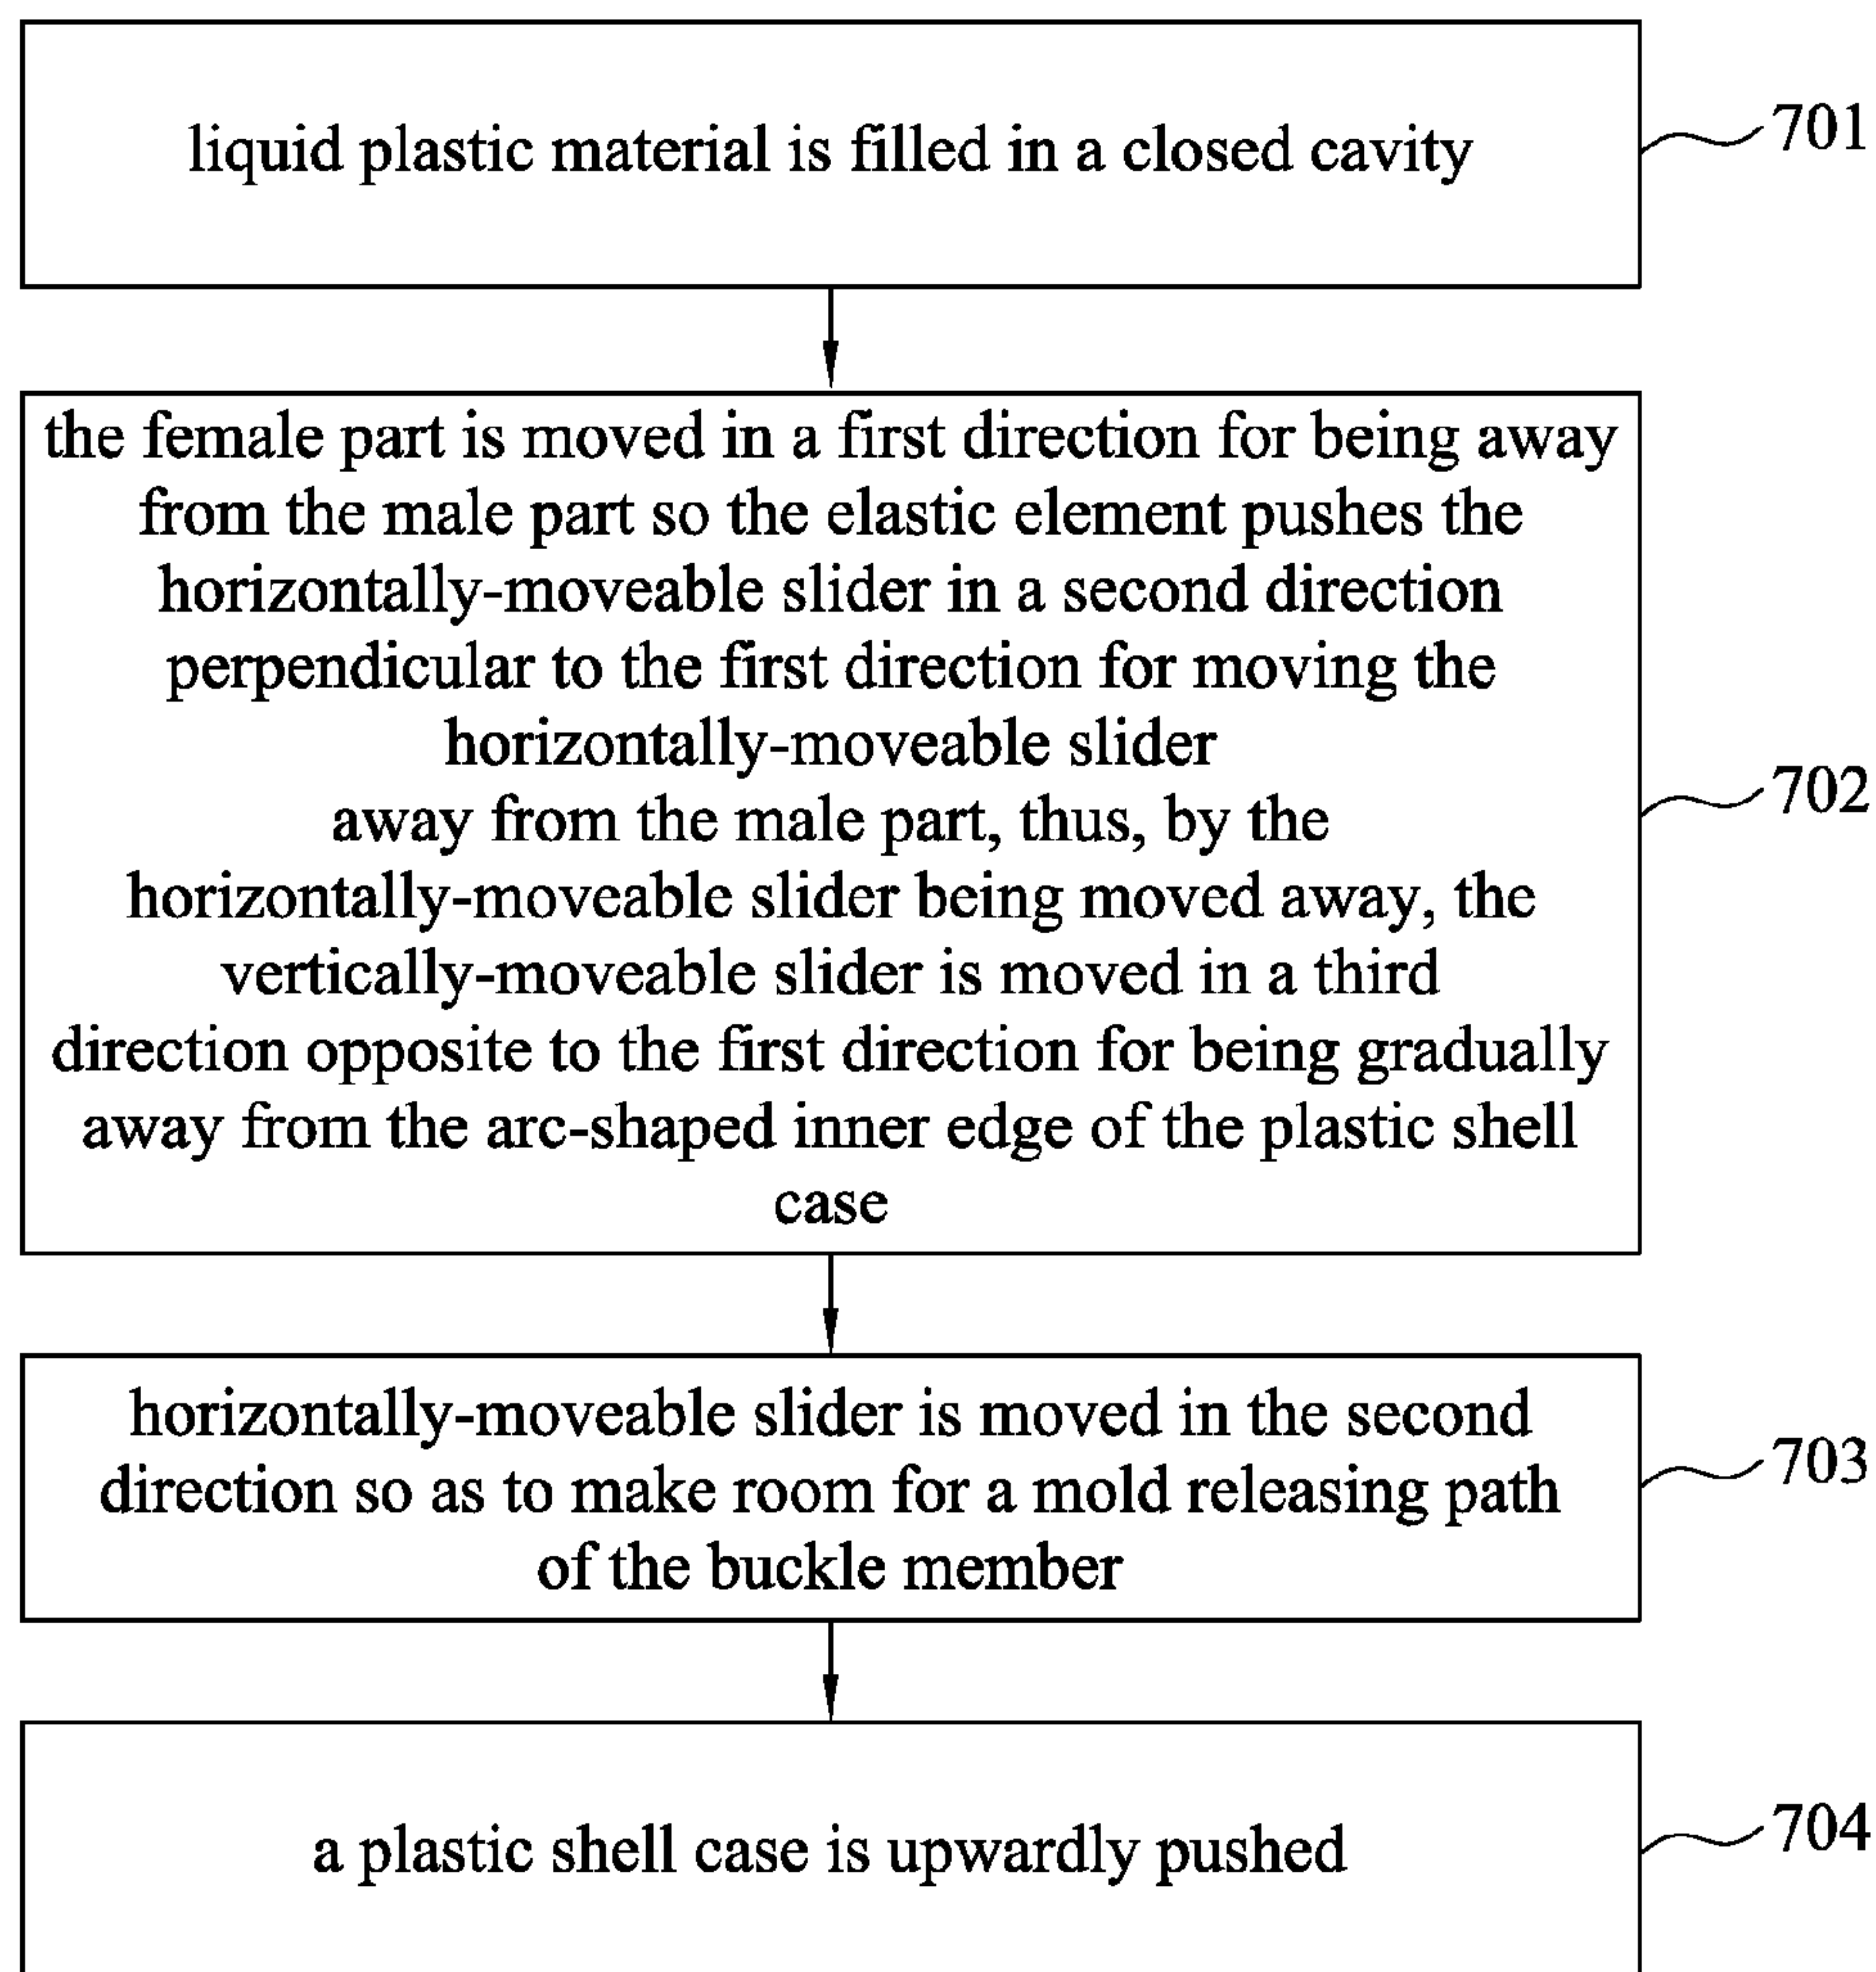 liquid plastic material is filled in a closed cavity
701
the female part is moved in a first direction for being away
from the male part so the elastic element pushes the
horizontally-moveable slider in a second direction
perpendicular to the first direction for moving the
horizontally-moveable slider
away from the male part, thus, by the
horizontally-moveable slider being moved away, the
vertically-moveable slider is moved in a third
direction opposite to the first direction for being gradually
away from the arc-shaped inner edge of the plastic shell
case
702
horizontally-moveable slider is moved in the second
direction so as to make room for a mold releasing path
of the buckle member
703
a plastic shell case is upwardly pushed
704